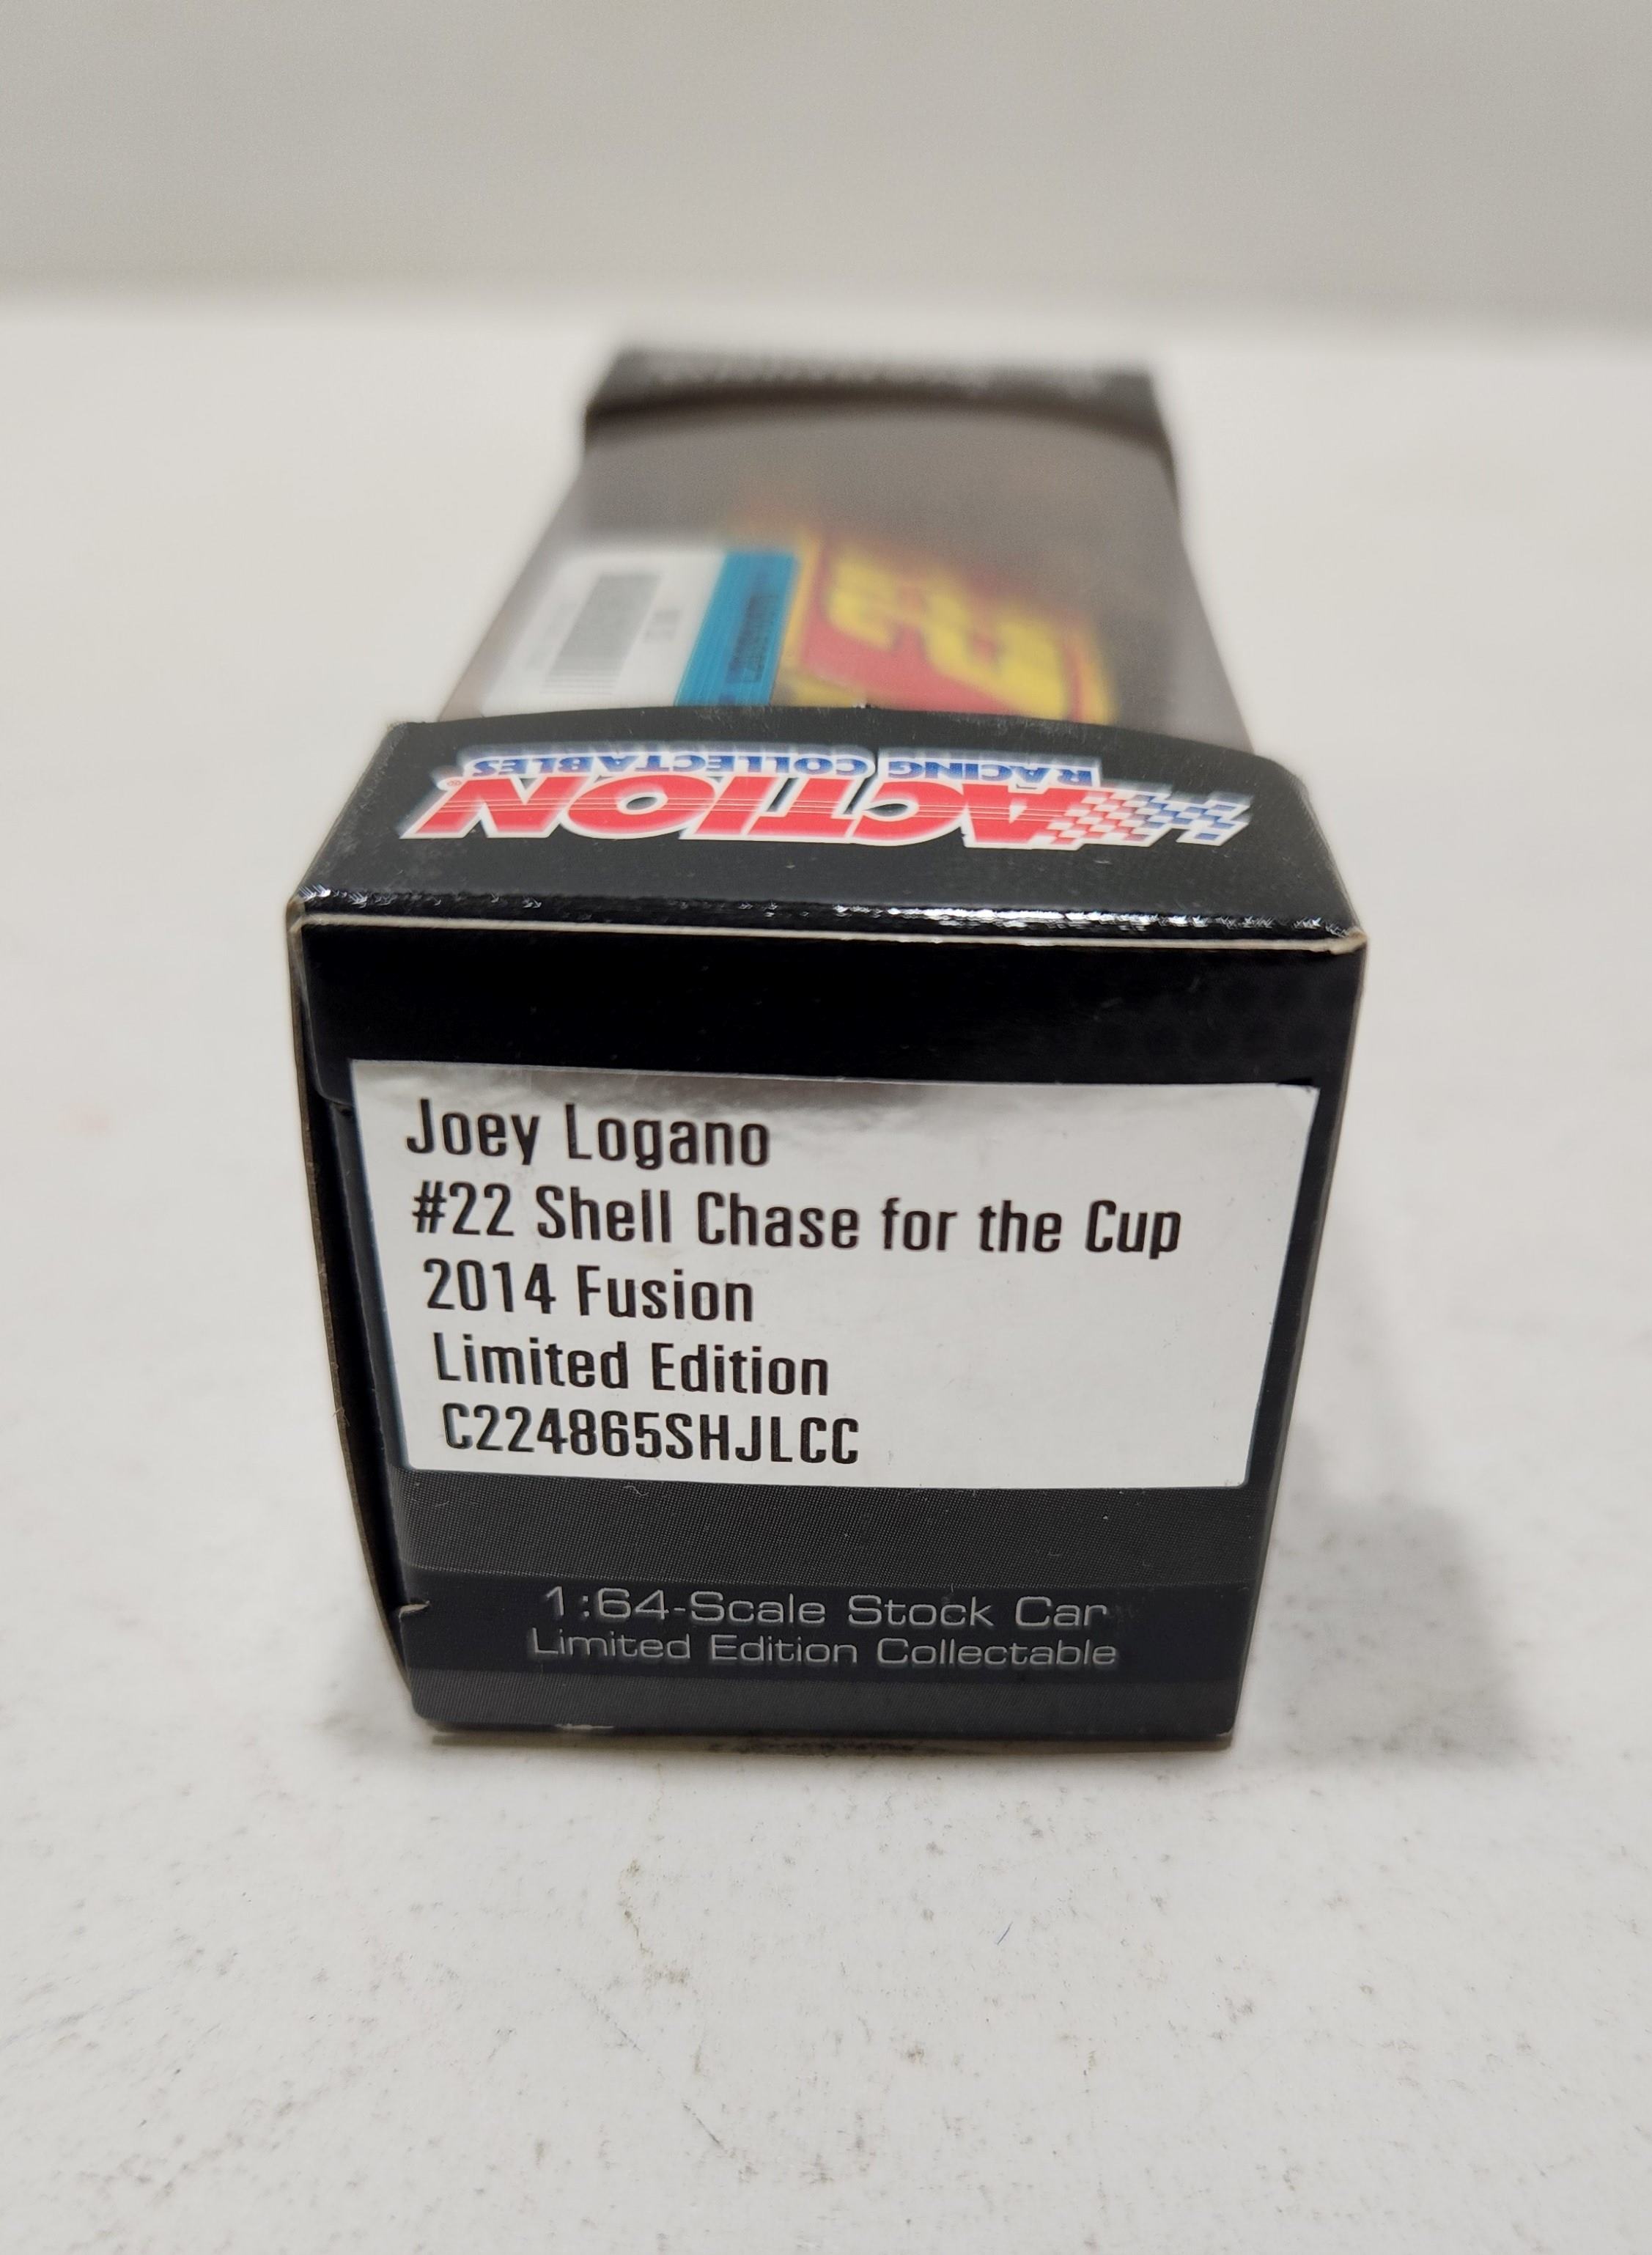 ACTION
RACING COLLECTABLES
Joey Logano
#22 Shell Chase for the Cup
2014 Fusion
Limited Edition
C224865SHJLCC
1:64-Scale Stock Car
Limited Edition Collectable